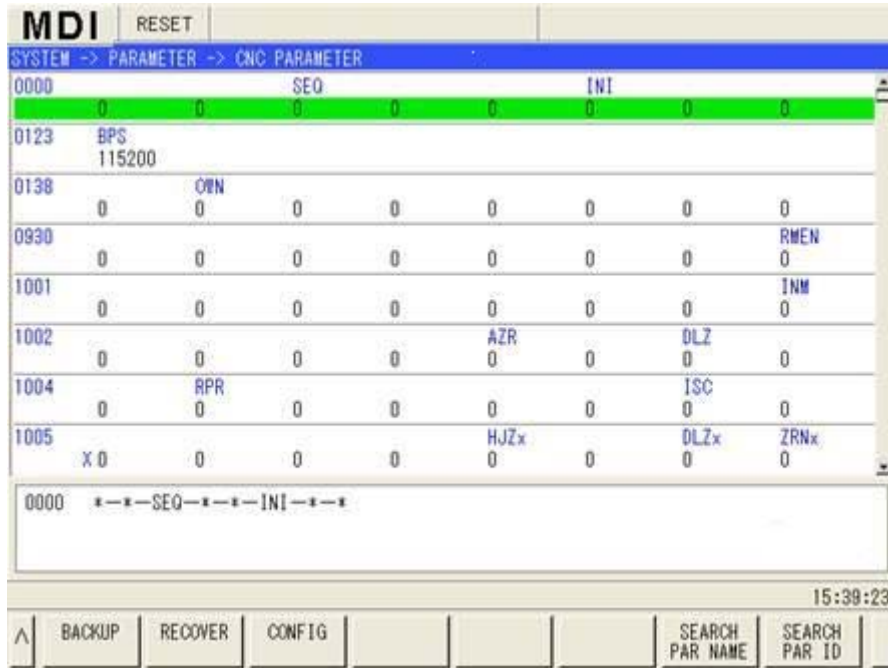 MDI RESET
SYSTEM -> PARAMETER -> CNC PARAMETER
0000 SEQ INI
0 0 0 0 0 0 0 0
0123 BPS
115200
0138 OWN
0 0 0 0 0 0 0 0
0930 RMEN
0 0 0 0 0 0 0 0
1001 INM
0 0 0 0 0 0 0 0
1002 AZR DLZ
0 0 0 0 0 0 0 0
1004 RPR ISC
0 0 0 0 0 0 0 0
1005 HJZx DLZx ZRNx
X 0 0 0 0 0 0 0 0
0000 *—*—SEQ—*—*—INI—*—*
15:39:23
^ BACKUP RECOVER CONFIG SEARCH PAR NAME SEARCH PAR ID